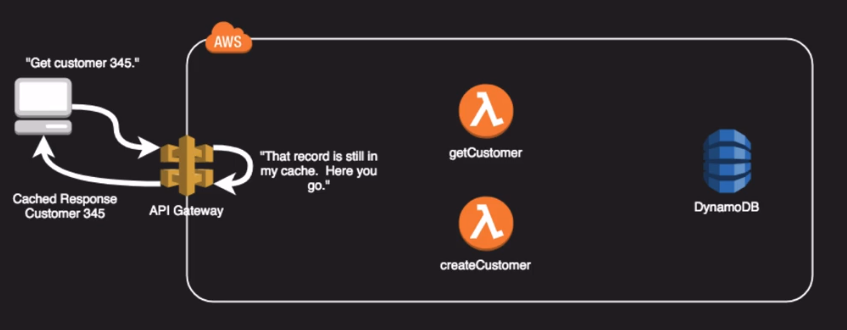 AWS
"Get customer 345."
getCustomer
"That record is still in
my cache.  Here you
go."
Cached Response
Customer 345
API Gateway
DynamoDB
createCustomer